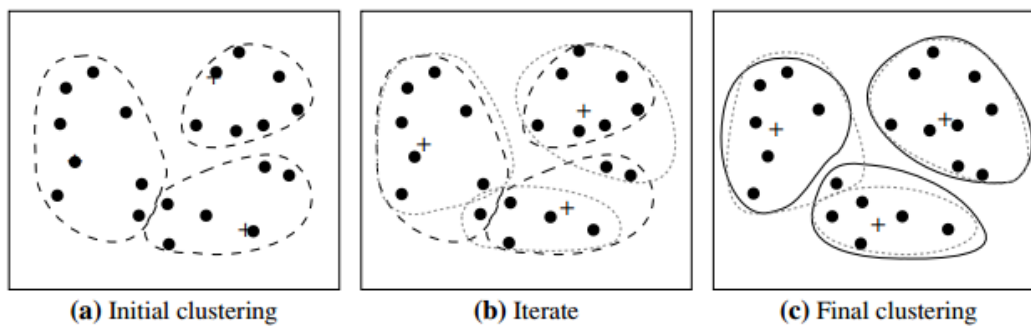 (a) Initial clustering
(b) Iterate
(c) Final clustering